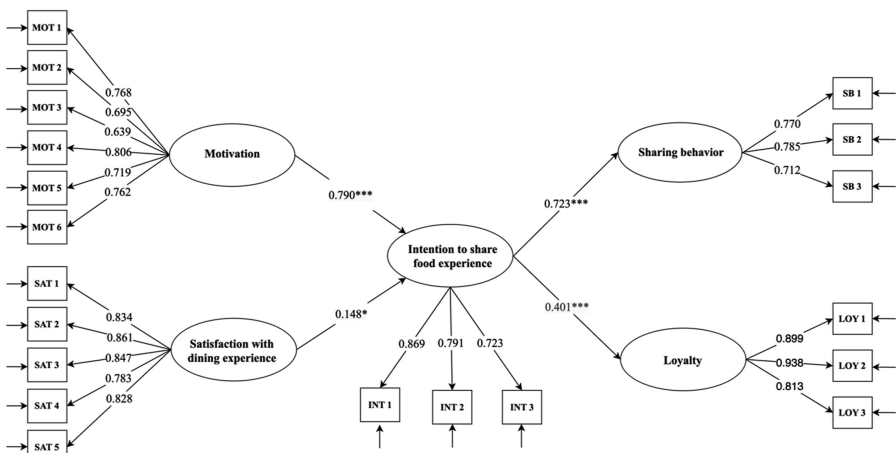 MOT 1
MOT 2
MOT 3
MOT 4
MOT 5
MOT 6
0.768
0.695
0.639
0.806
0.719
0.762
Motivation
0.790***
SAT 1
SAT 2
SAT 3
SAT 4
SAT 5
0.834
0.861
0.847
0.783
0.828
Satisfaction with
dining experience
0.148*
Intention to share
food experience
0.869
0.791
0.723
INT 1
INT 2
INT 3
0.723***
0.401***
Sharing behavior
0.770
0.785
0.712
SB 1
SB 2
SB 3
Loyalty
0.899
0.938
0.813
LOY 1
LOY 2
LOY 3